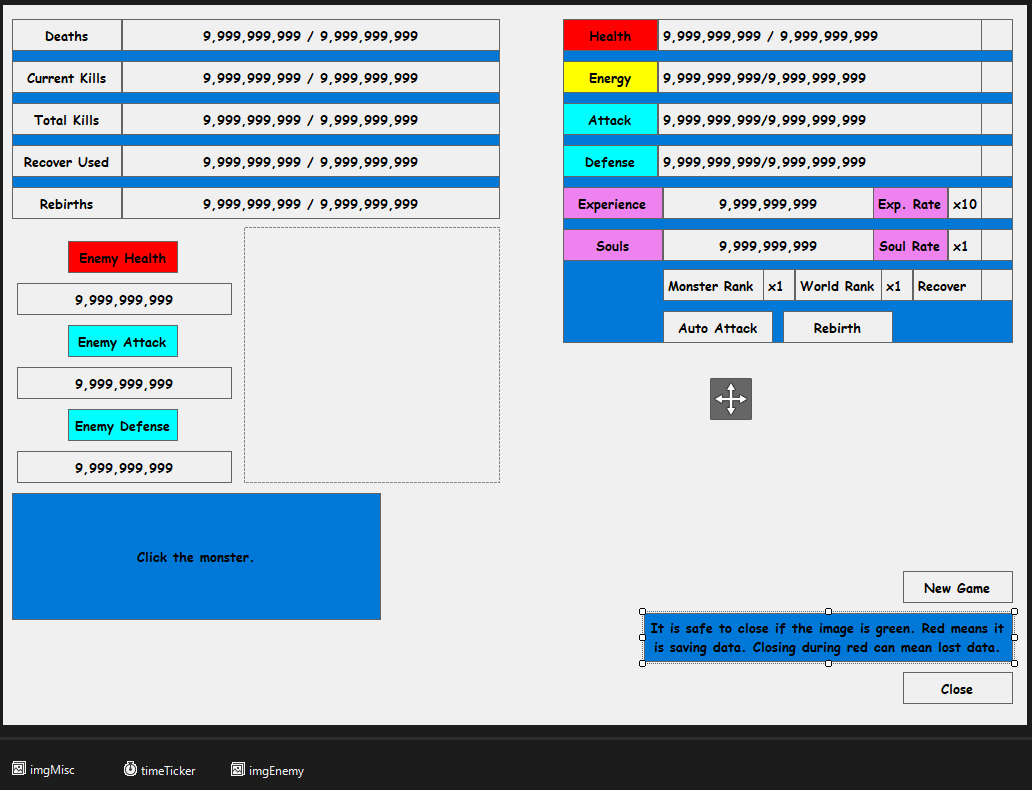 Deaths 9,999,999,999 / 9,999,999,999
Current Kills 9,999,999,999 / 9,999,999,999
Total Kills 9,999,999,999 / 9,999,999,999
Recover Used 9,999,999,999 / 9,999,999,999
Rebirths 9,999,999,999 / 9,999,999,999
Enemy Health
9,999,999,999
Enemy Attack
9,999,999,999
Enemy Defense
9,999,999,999
Click the monster.
Health 9,999,999,999 / 9,999,999,999
Energy 9,999,999,999/9,999,999,999
Attack 9,999,999,999/9,999,999,999
Defense 9,999,999,999/9,999,999,999
Experience 9,999,999,999 Exp. Rate x10
Souls 9,999,999,999 Soul Rate x1
Monster Rank x1 World Rank x1 Recover
Auto Attack Rebirth
New Game
It is safe to close if the image is green. Red means it
is saving data. Closing during red can mean lost data.
Close
imgMisc timeTicker imgEnemy